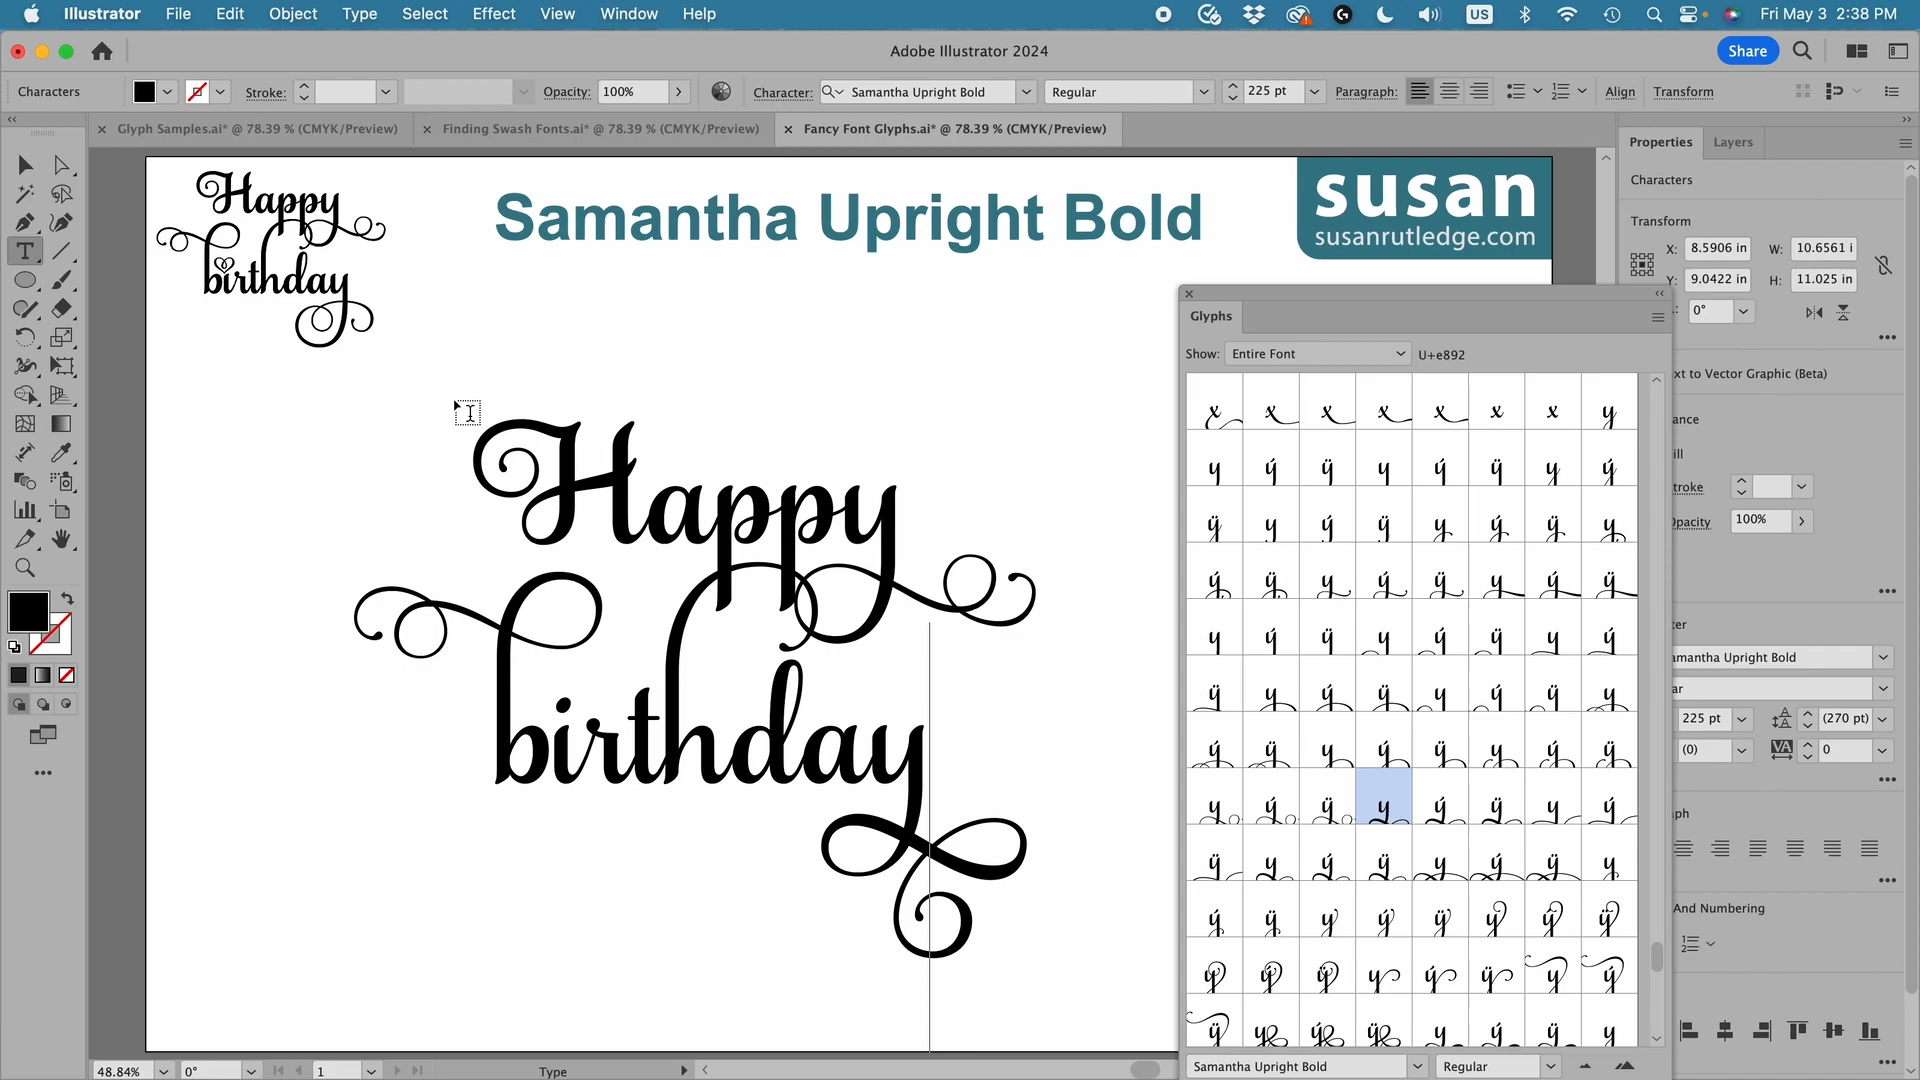 Illustrator File Edit Object Type Select Effect View Window Help US Fri May 3 2:38 PM
Adobe Illustrator 2024 Share
Characters Stroke: Opacity: 100% Character: Samantha Upright Bold Regular 225 pt Paragraph: Align Transform
Glyph Samples.ai* @ 78.39 % (CMYK/Preview) Finding Swash Fonts.ai* @ 78.39 % (CMYK/Preview) Fancy Font Glyphs.ai* @ 78.39 % (CMYK/Preview)
Properties Layers
Characters
Transform
X: 8.5906 in W: 10.6561 i
Y: 9.0422 in H: 11.025 in
0°
xt to Vector Graphic (Beta)
ance
ill
troke
Opacity 100%
ter
amantha Upright Bold
ar
225 pt (270 pt)
(0) VA 0
ph
And Numbering
Happy
birthday
Samantha Upright Bold
susan
susanrutledge.com
Happy
birthday
Glyphs
Show: Entire Font U+e892
x x x x x x x y
y ý ÿ y ý ÿ y ý
ÿ y ý ÿ y ý ÿ y
ý ÿ y ý ÿ y ý ÿ
y ý ÿ y ý ÿ y ý
ÿ y ý ÿ y ý ÿ y
ý ÿ y ý ÿ y ý ÿ
y ý ÿ y ý ÿ y ý
ÿ y ý ÿ y ý ÿ y
ý ÿ y ý ÿ y ý ÿ
y ý ÿ y ý ÿ y ý
ÿ y ý ÿ y ý ÿ y
Samantha Upright Bold Regular
48.84% 0° 1 Type